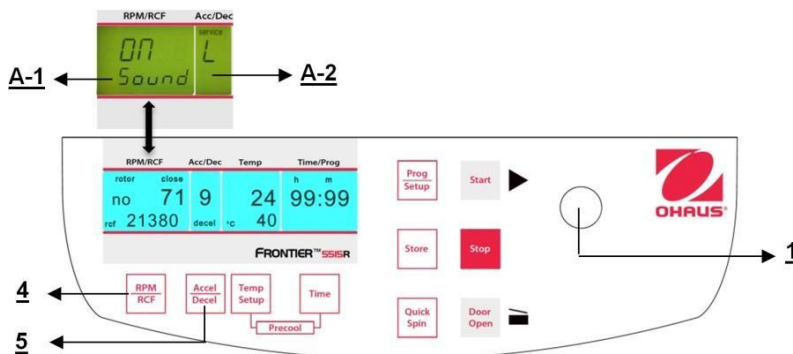 RPM/RCF Acc/Dec
service
ON L
Sound
A-1
A-2
RPM/RCF Acc/Dec Temp Time/Prog
rotor close h m
no 71 9 24 99:99
rcf 21380 decel °C 40
FRONTIER™ 5515R
Prog
Setup
Start
OHAUS®
Store
Stop
1
4
RPM
RCF
Accel
Decel
Temp
Setup
Time
Precool
Quick
Spin
Door
Open
5